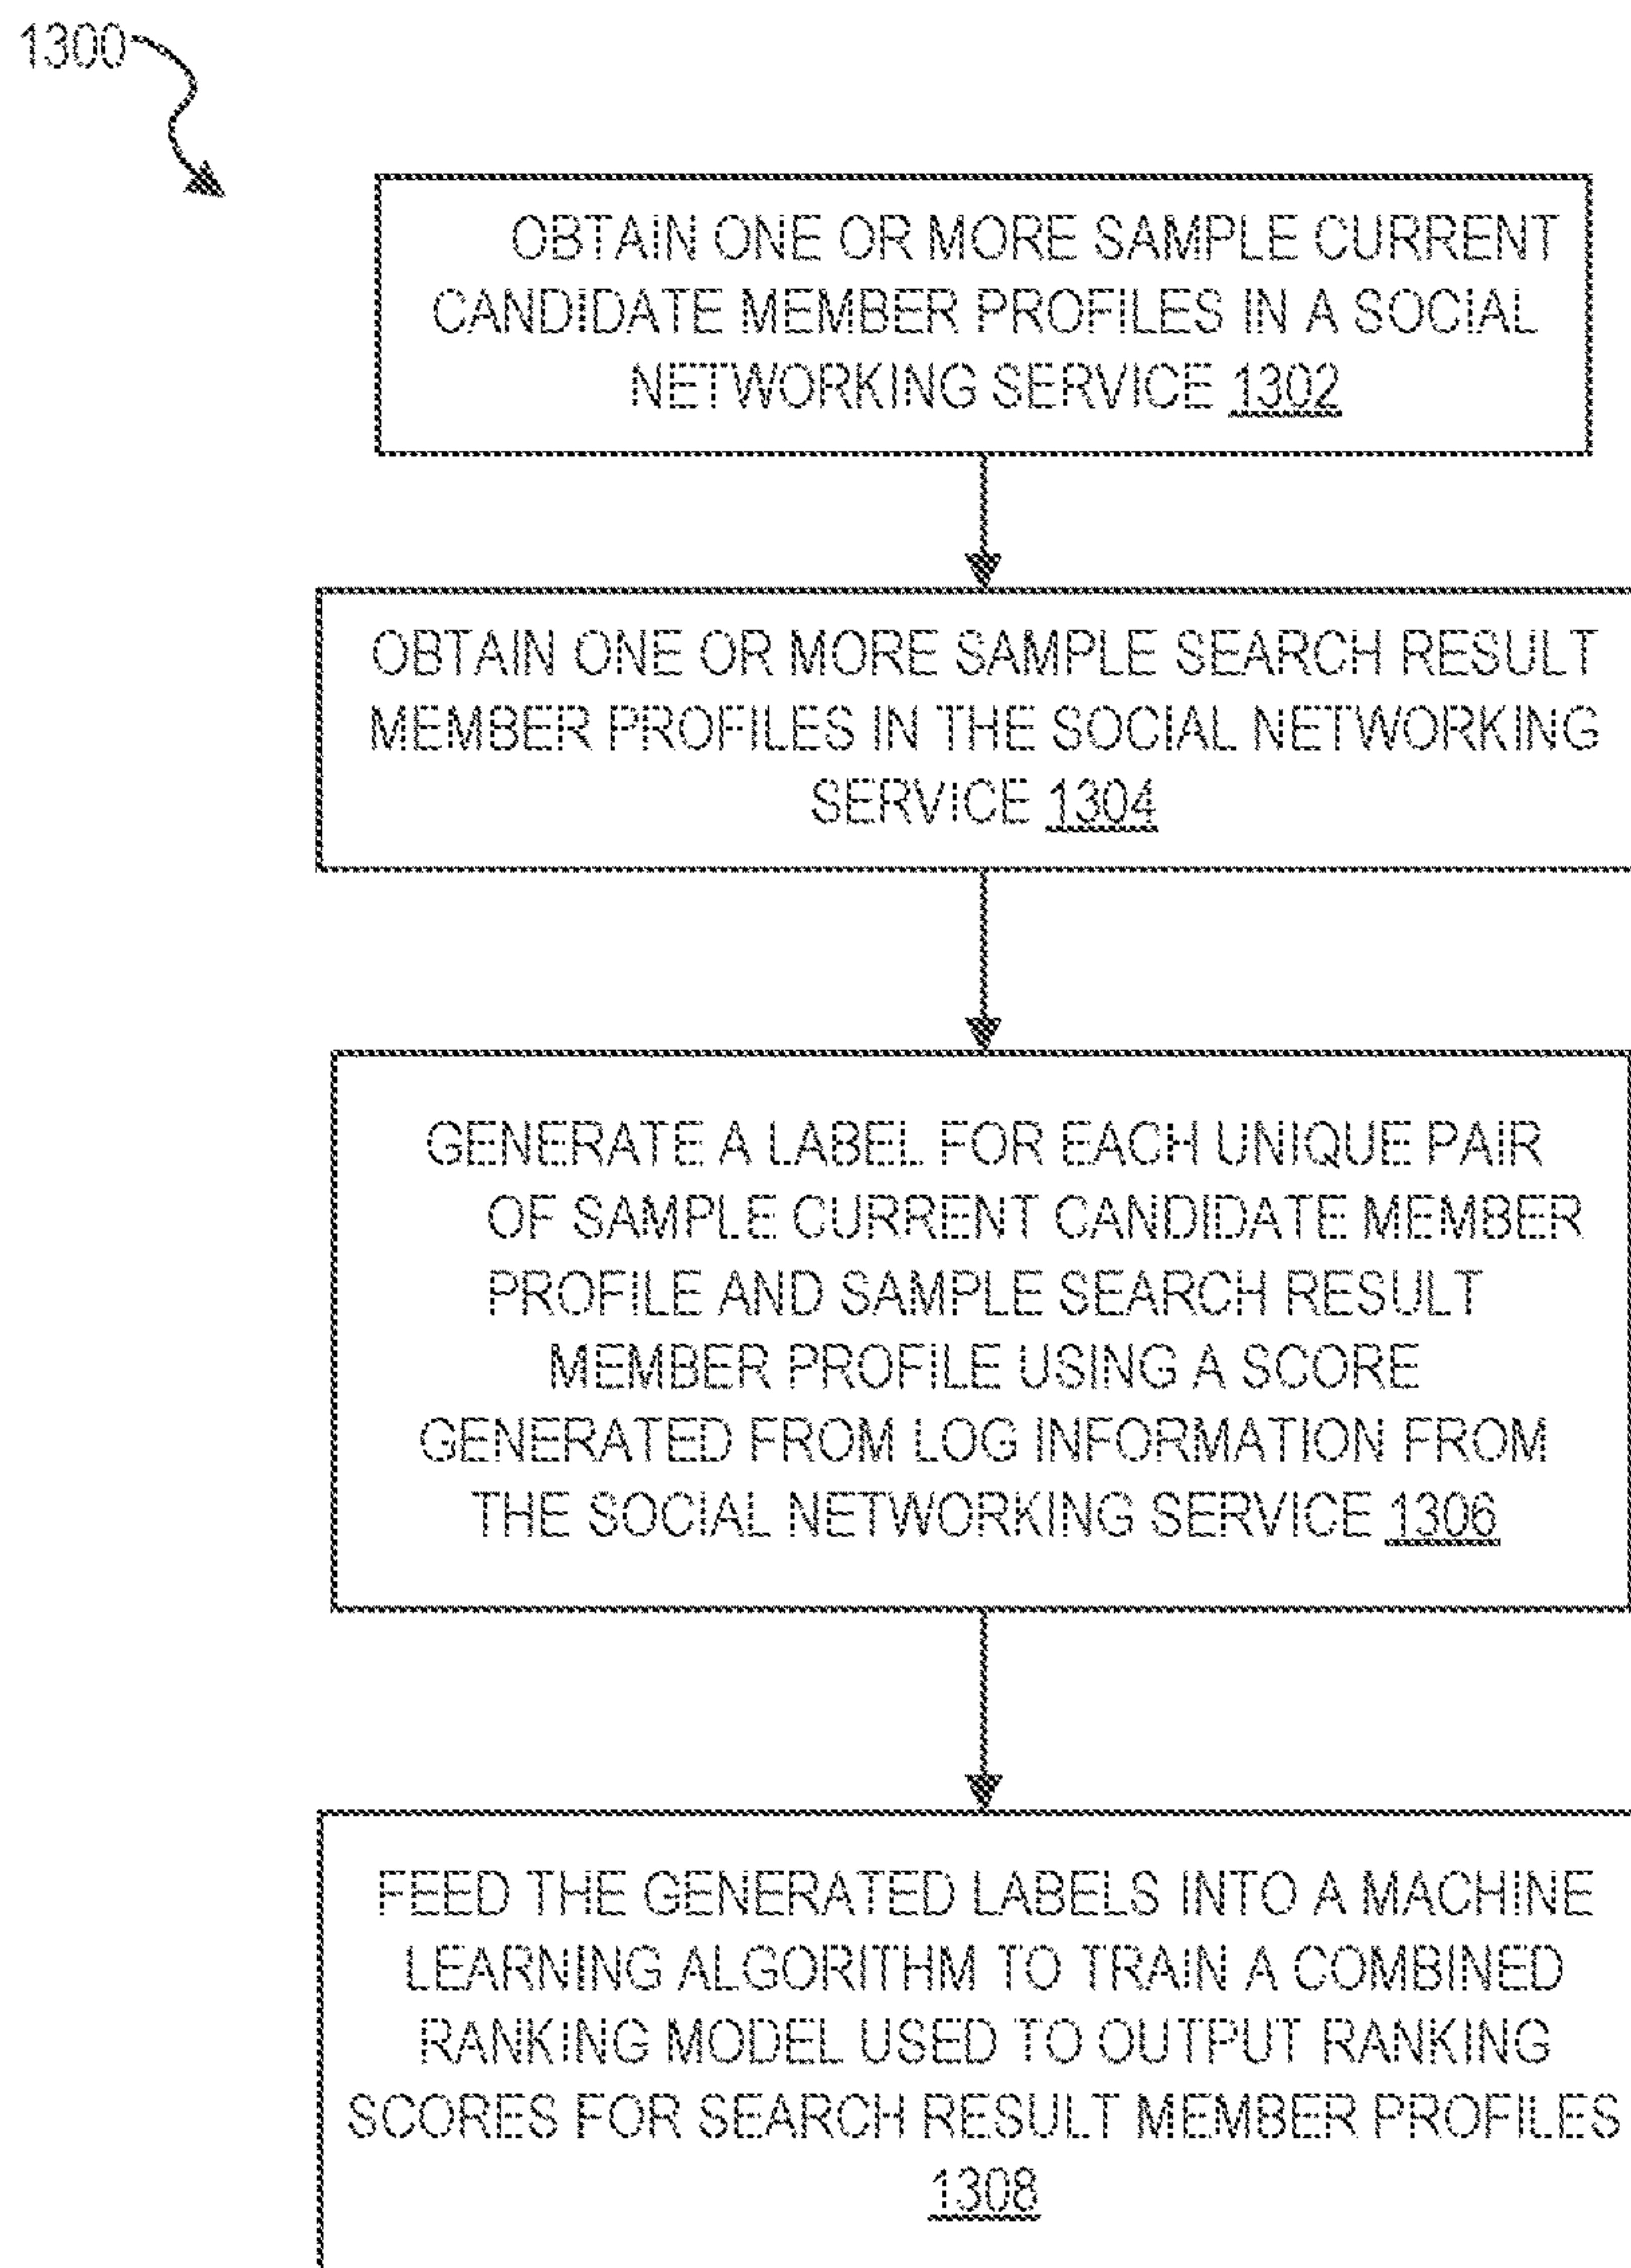 1300
OBTAIN ONE OR MORE SAMPLE CURRENT
CANDIDATE MEMBER PROFILES IN A SOCIAL
NETWORKING SERVICE 1302
OBTAIN ONE OR MORE SAMPLE SEARCH RESULT
MEMBER PROFILES IN THE SOCIAL NETWORKING
SERVICE 1304
GENERATE A LABEL FOR EACH UNIQUE PAIR
OF SAMPLE CURRENT CANDIDATE MEMBER
PROFILE AND SAMPLE SEARCH RESULT
MEMBER PROFILE USING A SCORE
GENERATED FROM LOG INFORMATION FROM
THE SOCIAL NETWORKING SERVICE 1306
FEED THE GENERATED LABELS INTO A MACHINE
LEARNING ALGORITHM TO TRAIN A COMBINED
RANKING MODEL USED TO OUTPUT RANKING
SCORES FOR SEARCH RESULT MEMBER PROFILES
1308